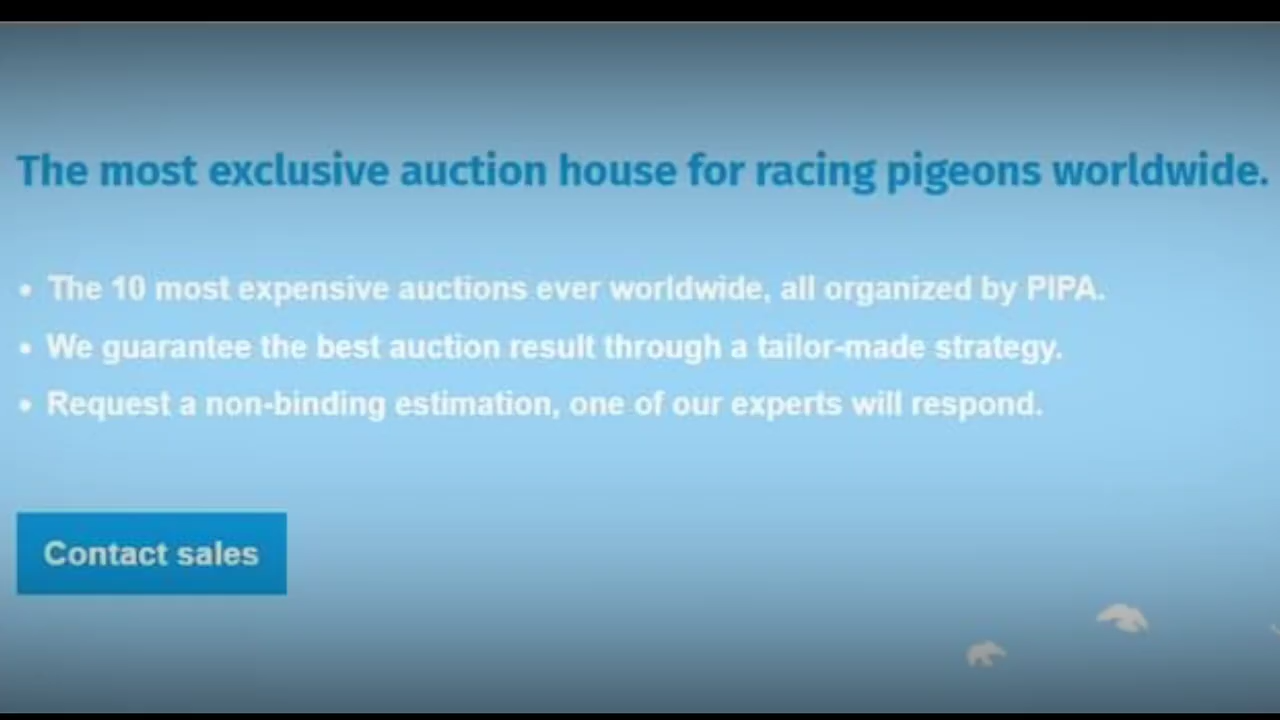 The most exclusive auction house for racing pigeons worldwide.
• The 10 most expensive auctions ever worldwide, all organized by PIPA.
• We guarantee the best auction result through a tailor-made strategy.
• Request a non-binding estimation, one of our experts will respond.
Contact sales